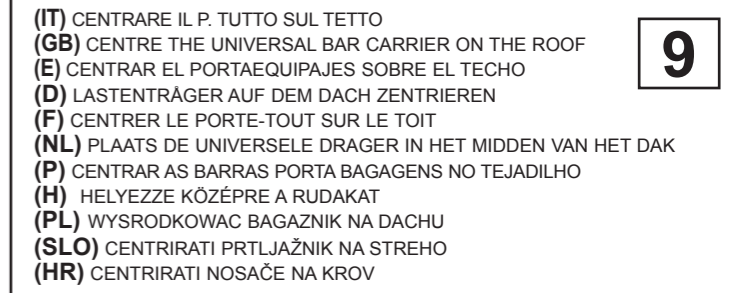 (IT) CENTRARE IL P. TUTTO SUL TETTO
(GB) CENTRE THE UNIVERSAL BAR CARRIER ON THE ROOF
9
(E) CENTRAR EL PORTAEQUIPAJES SOBRE EL TECHO
(D) LASTENTRÅGER AUF DEM DACH ZENTRIEREN
(F) CENTRER LE PORTE-TOUT SUR LE TOIT
(NL) PLAATS DE UNIVERSELE DRAGER IN HET MIDDEN VAN HET DAK
(P) CENTRAR AS BARRAS PORTA BAGAGENS NO TEJADILHO
(H) HELYEZZE KÖZÉPRE A RUDAKAT
(PL) WYSRODKOWAC BAGAZNIK NA DACHU
(SLO) CENTRIRATI PRTLJAŽNIK NA STREHO
(HR) CENTRIRATI NOSAČE NA KROV